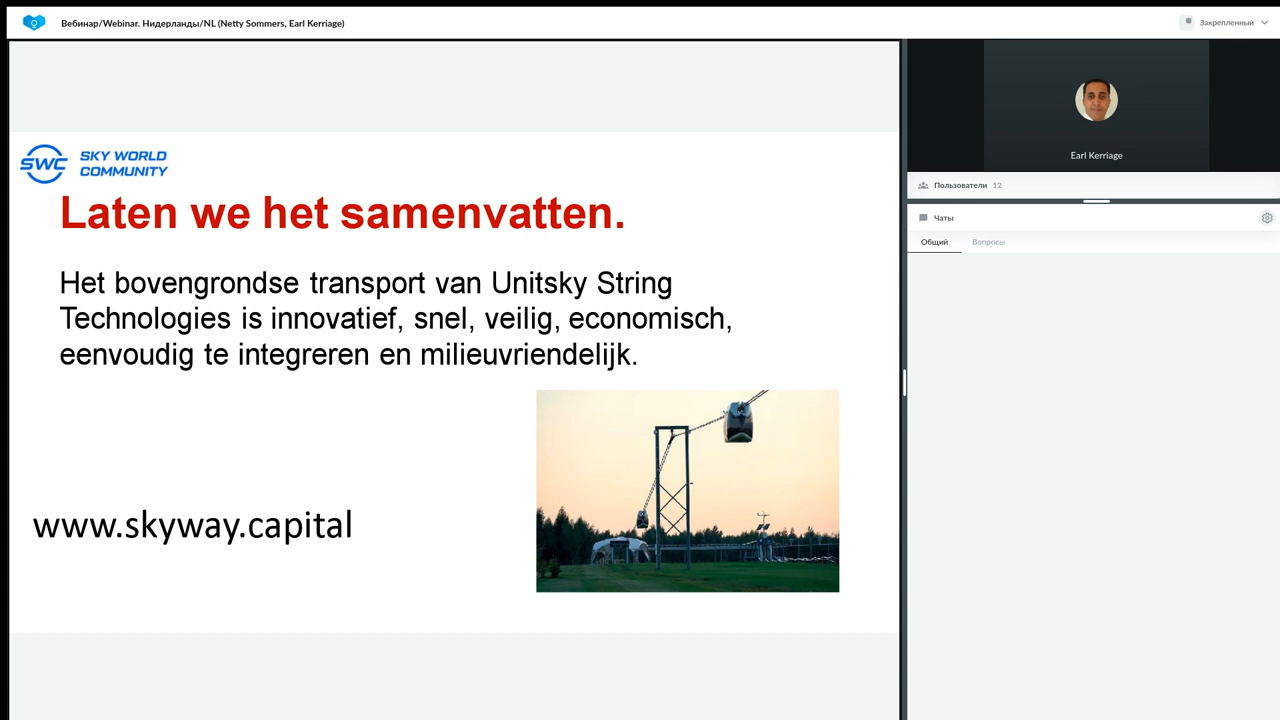 Вебинар/Webinar. Нидерланды/NL (Netty Sommers, Earl Kerriage)
Закрепленный
SWC SKY WORLD
COMMUNITY
Laten we het samenvatten.
Het bovengrondse transport van Unitsky String
Technologies is innovatief, snel, veilig, economisch,
eenvoudig te integreren en milieuvriendelijk.
www.skyway.capital
Earl Kerriage
Пользователи 12
Чаты
Общий Вопросы